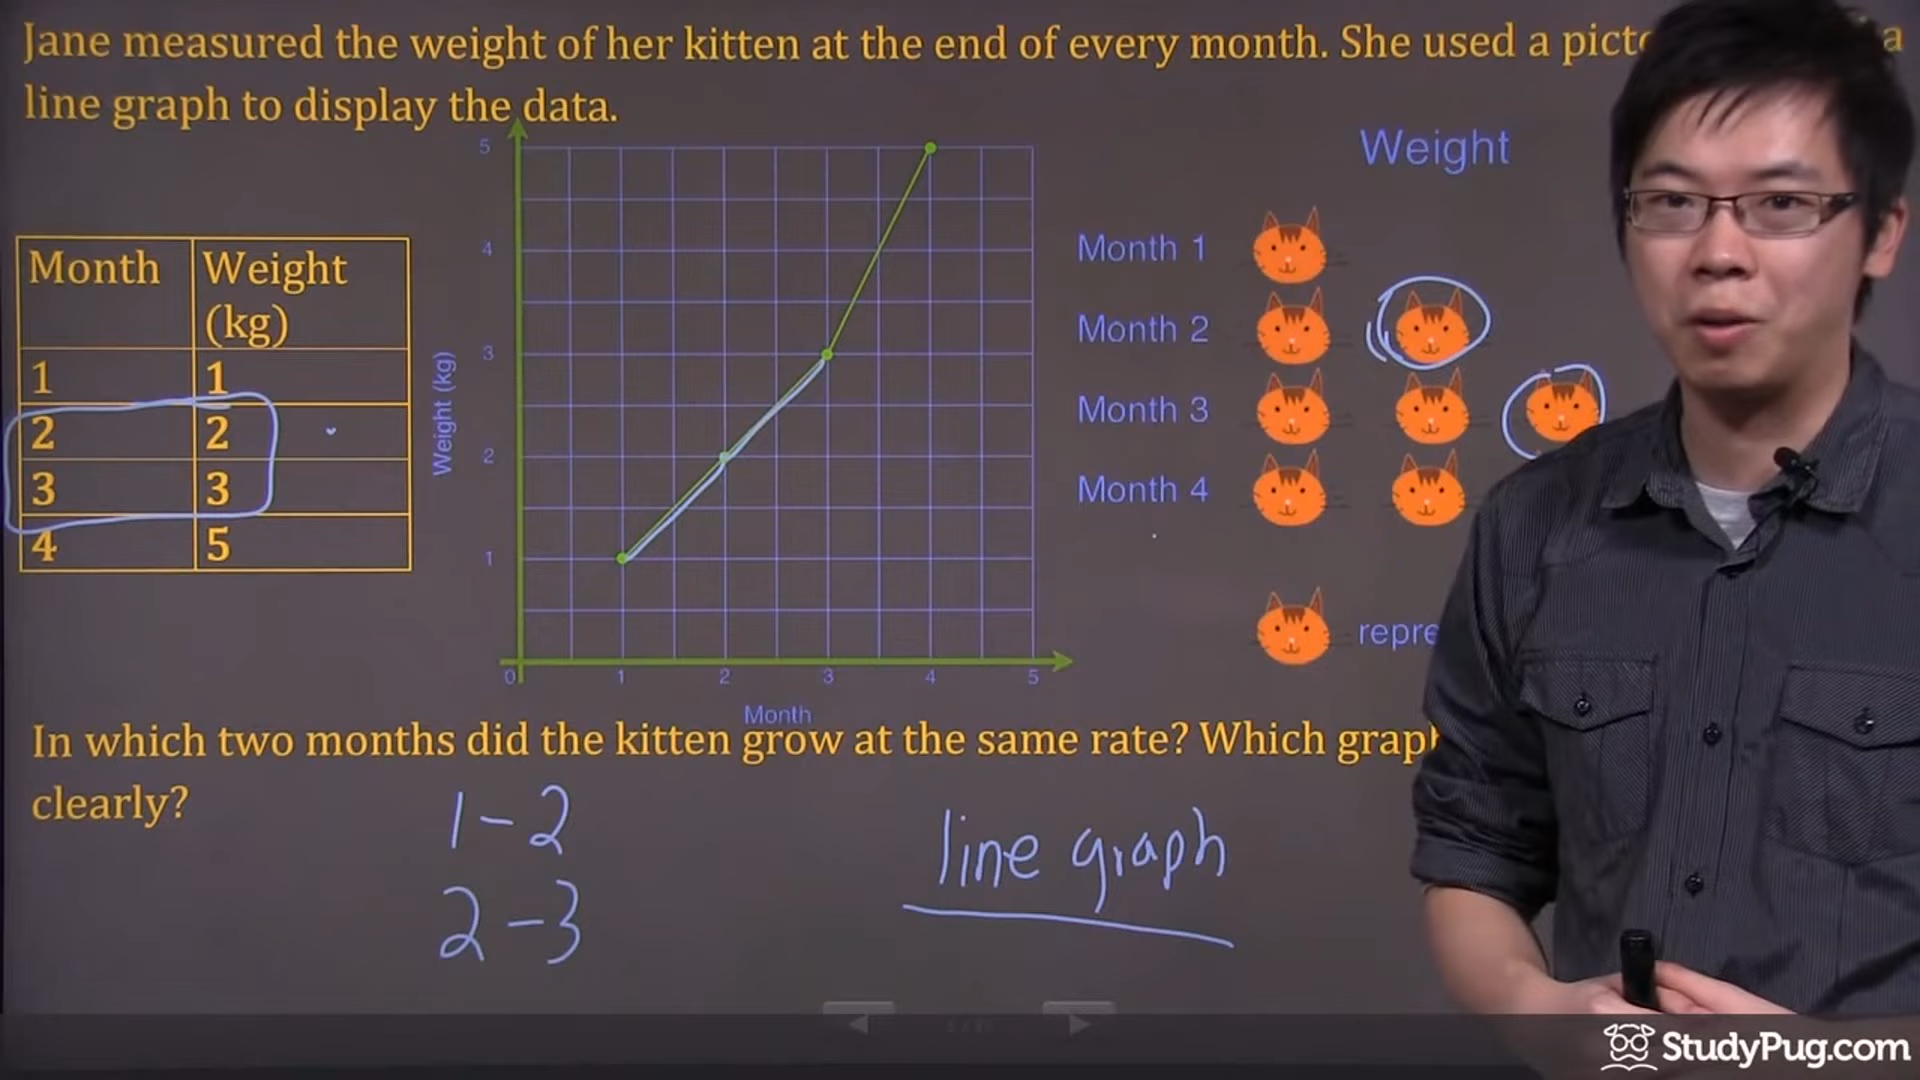 Jane measured the weight of her kitten at the end of every month. She used a a
line graph to display the data.
Month Weight (kg)
1 1
2 2
3 3
4 5
5
4
3
2
1
Weight (kg)
0 1 2 3 4 5
Month
Weight
Month 1
Month 2
Month 3
Month 4
In which two months did the kitten grow at the same rate? Which
clearly?
1-2
2-3
line graph
StudyPug.com